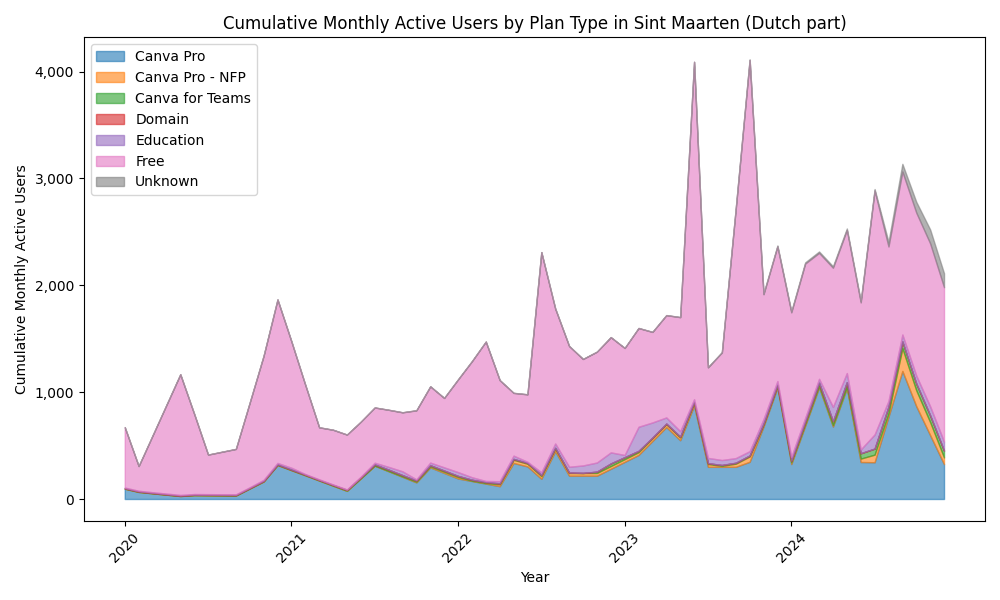 Cumulative Monthly Active Users by Plan Type in Sint Maarten (Dutch part)
Canva Pro
Canva Pro - NFP
Canva for Teams
Domain
Education
Free
Unknown
Cumulative Monthly Active Users
4,000
3,000
2,000
1,000
0
2020
2021
2022
2023
2024
Year